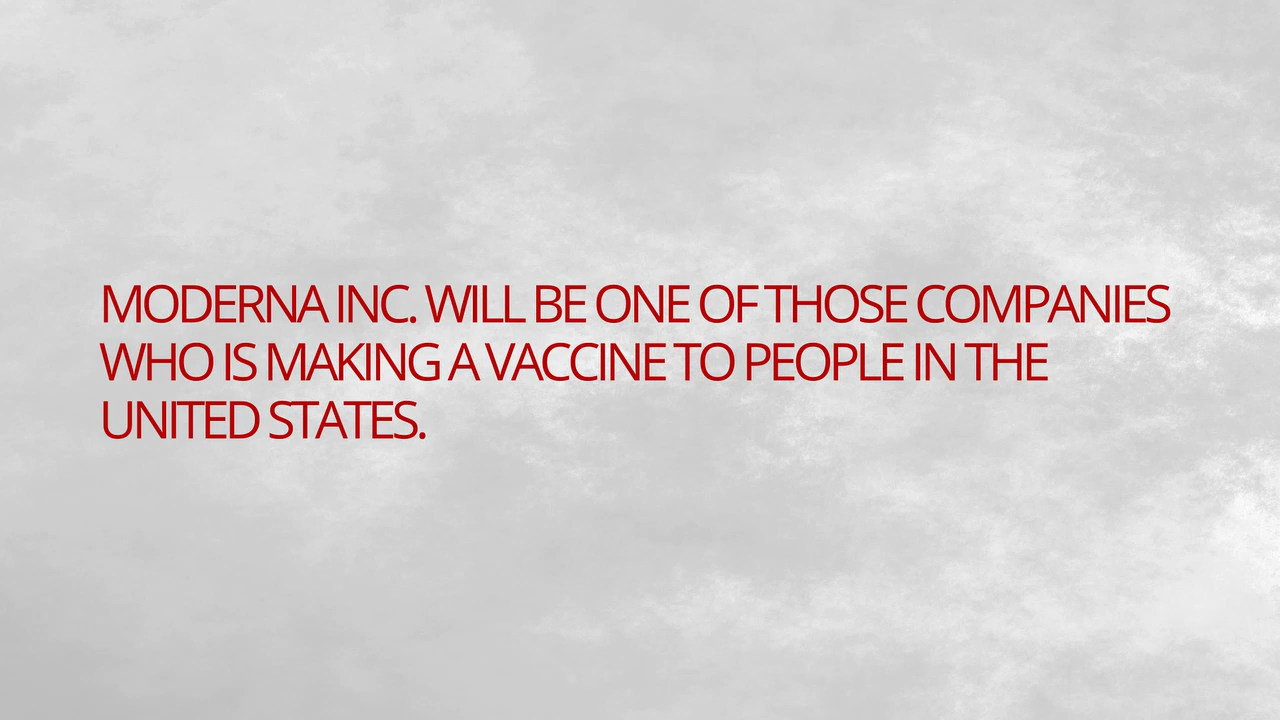 MODERNA INC. WILL BE ONE OF THOSE COMPANIES
WHO IS MAKING A VACCINE TO PEOPLE IN THE
UNITED STATES.